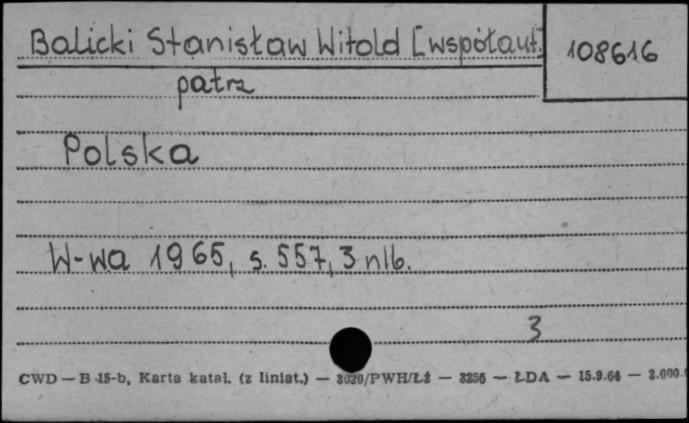 Balicki Stanisław Witold [współaut.]
108616
patrz
Polska
W-wa 1965, s. 557, 3 nlb.
3
CWD — B 15-b, Karta katal. (z liniat.) — 3020/PWH/Łź — 3256 — ŁDA — 15.9.64 — 2.000.